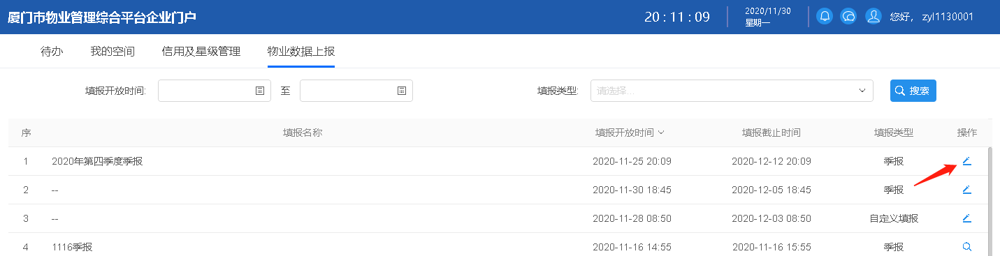 厦门市物业管理综合平台企业门户 20 : 11 : 09 2020/11/30 星期一 您好， zyl1130001
待办 我的空间 信用及星级管理 物业数据上报
填报开放时间: 至 填报类型: 请选择... 搜索
序 填报名称 填报开放时间 填报截止时间 填报类型 操作
1 2020年第四季度季报 2020-11-25 20:09 2020-12-12 20:09 季报
2 -- 2020-11-30 18:45 2020-12-05 18:45 季报
3 -- 2020-11-28 08:50 2020-12-03 08:50 自定义填报
4 1116季报 2020-11-16 14:55 2020-11-16 15:55 季报